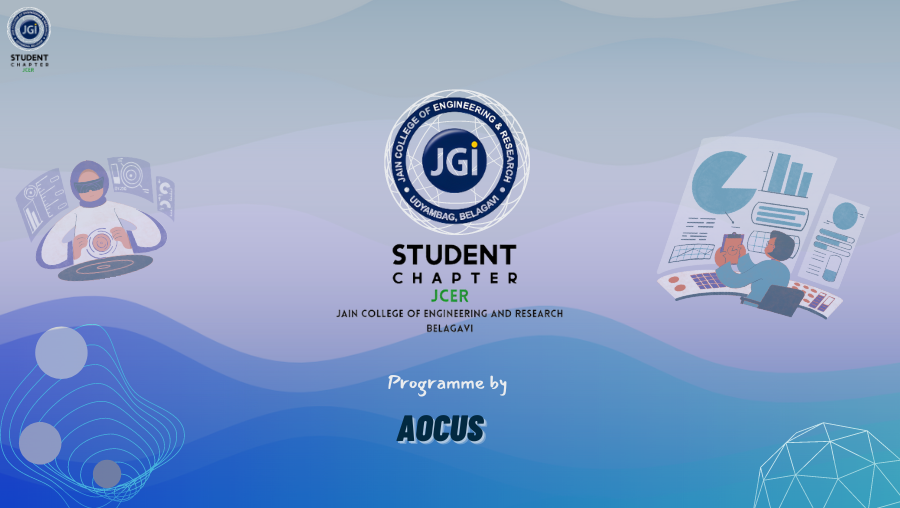 JGi
STUDENT
CHAPTER
JCER
JAIN COLLEGE OF ENGINEERING & RESEARCH
JGi
UDYAMBAG, BELAGAVI
STUDENT
CHAPTER
JCER
JAIN COLLEGE OF ENGINEERING AND RESEARCH
BELAGAVI
Programme by
AOCUS